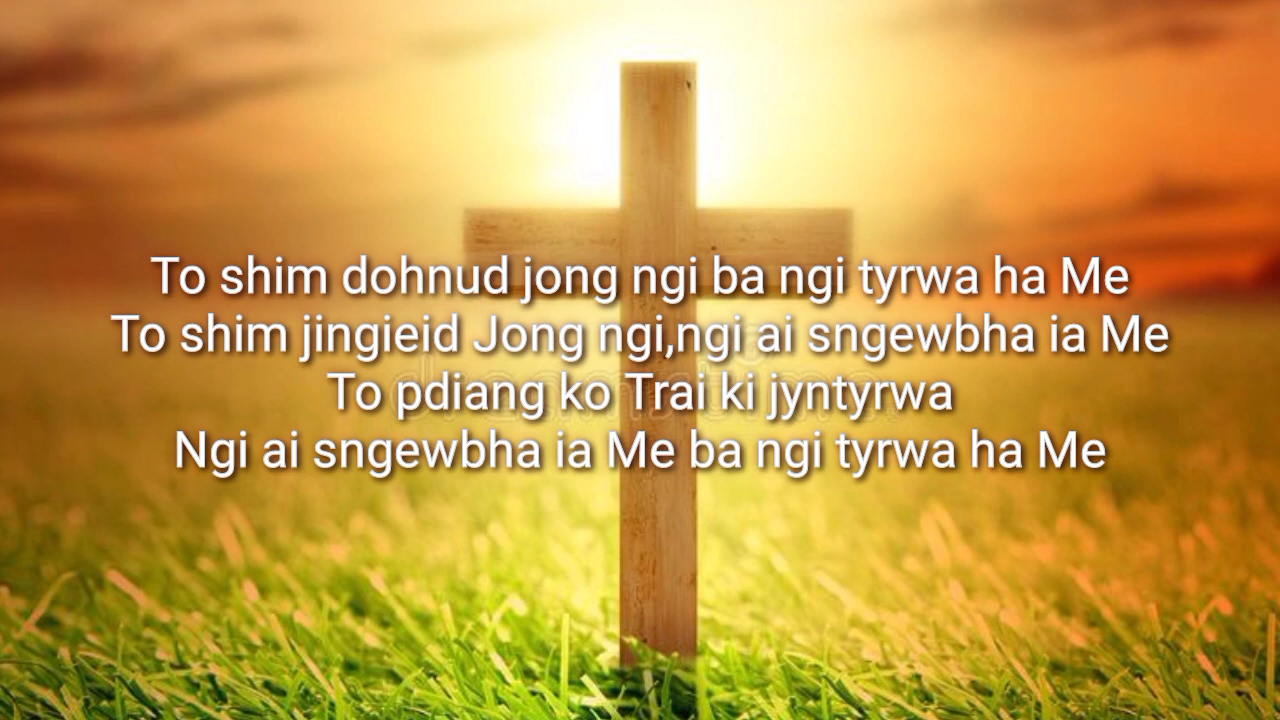 To shim dohnud jong ngi ba ngi tyrwa ha Me
To shim jingieid Jong ngi,ngi ai sngewbha ia Me
To pdiang ko Trai ki jyntyrwa
Ngi ai sngewbha ia Me ba ngi tyrwa ha Me